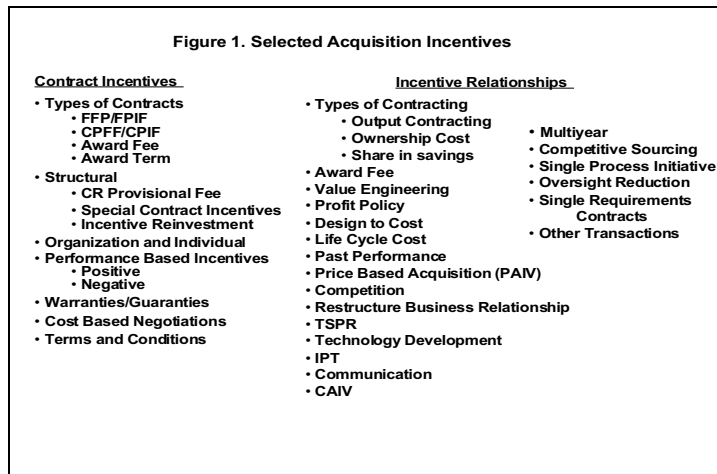 Figure 1. Selected Acquisition Incentives
Contract Incentives
• Types of Contracts
• FFP/FPIF
• CPFF/CPIF
• Award Fee
• Award Term
• Structural
• CR Provisional Fee
• Special Contract Incentives
• Incentive Reinvestment
• Organization and Individual
• Performance Based Incentives
• Positive
• Negative
• Warranties/Guaranties
• Cost Based Negotiations
• Terms and Conditions
Incentive Relationships
• Types of Contracting
• Output Contracting
• Ownership Cost
• Share in savings
• Award Fee
• Value Engineering
• Profit Policy
• Design to Cost
• Life Cycle Cost
• Past Performance
• Price Based Acquisition (PAIV)
• Competition
• Restructure Business Relationship
• TSPR
• Technology Development
• IPT
• Communication
• CAIV
• Multiyear
• Competitive Sourcing
• Single Process Initiative
• Oversight Reduction
• Single Requirements
Contracts
• Other Transactions